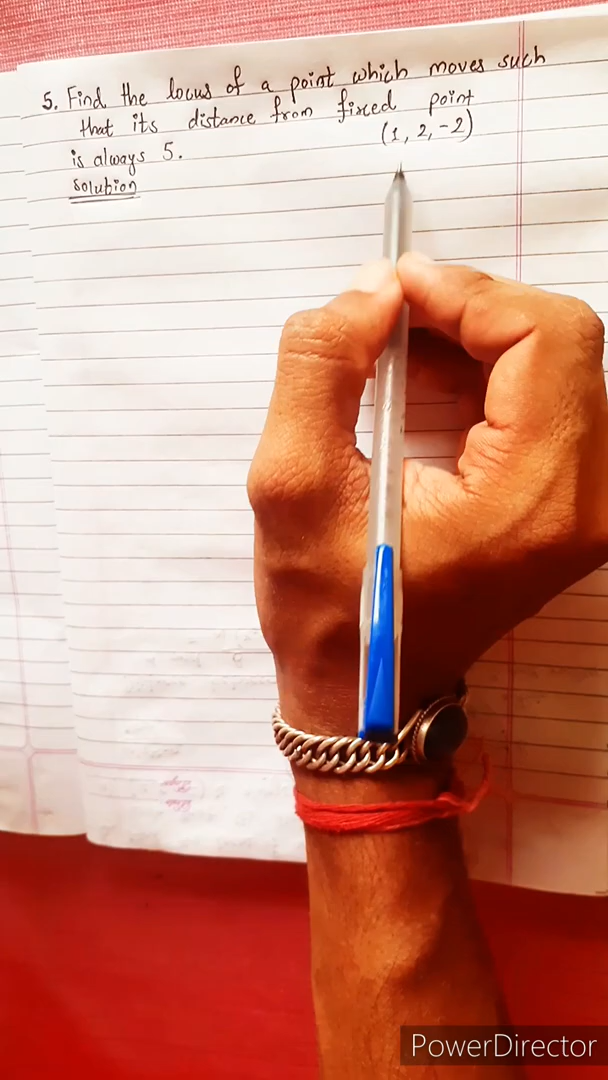 5. Find the locus of a point which moves such
that its distance from fixed point
(1, 2, -2)
is always 5.
Solution
PowerDirector